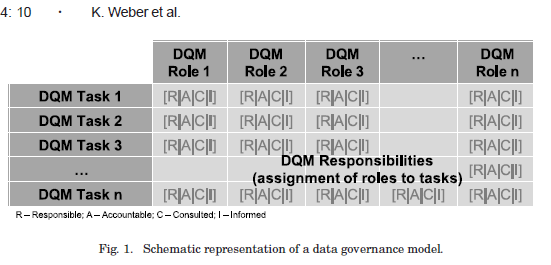 4: 10 · K. Weber et al.
DQM Role 1 DQM Role 2 DQM Role 3 ... DQM Role n
DQM Task 1 [R|A|C|I] [R|A|C|I] [R|A|C|I] [R|A|C|I]
DQM Task 2 [R|A|C|I] [R|A|C|I] [R|A|C|I] [R|A|C|I]
DQM Task 3 [R|A|C|I] [R|A|C|I] [R|A|C|I] [R|A|C|I]
... [R|A|C|I]
DQM Responsibilities
(assignment of roles to tasks)
DQM Task n [R|A|C|I] [R|A|C|I] [R|A|C|I] [R|A|C|I] [R|A|C|I]
R – Responsible; A – Accountable; C – Consulted; I – Informed
Fig. 1. Schematic representation of a data governance model.